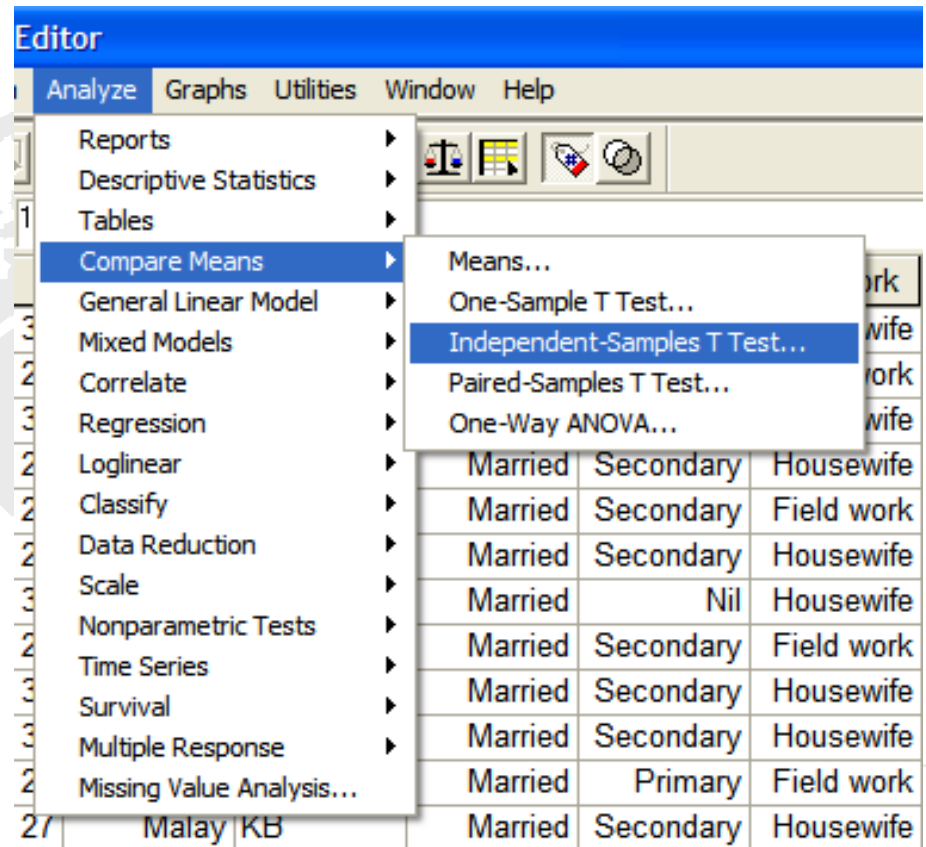 Editor
Analyze Graphs Utilities Window Help
Reports
Descriptive Statistics
1 Tables
Compare Means
Means...
General Linear Model
One-Sample T Test...
Mixed Models
Independent-Samples T Test...
Correlate
Paired-Samples T Test...
Regression
One-Way ANOVA...
Loglinear
Married Secondary Housewife
Classify
Married Secondary Field work
Data Reduction
Married Secondary Housewife
Scale
Married Nil Housewife
Nonparametric Tests
Married Secondary Field work
Time Series
Married Secondary Housewife
Survival
Married Secondary Housewife
Multiple Response
Married Primary Field work
Missing Value Analysis...
27 Malay KB Married Secondary Housewife